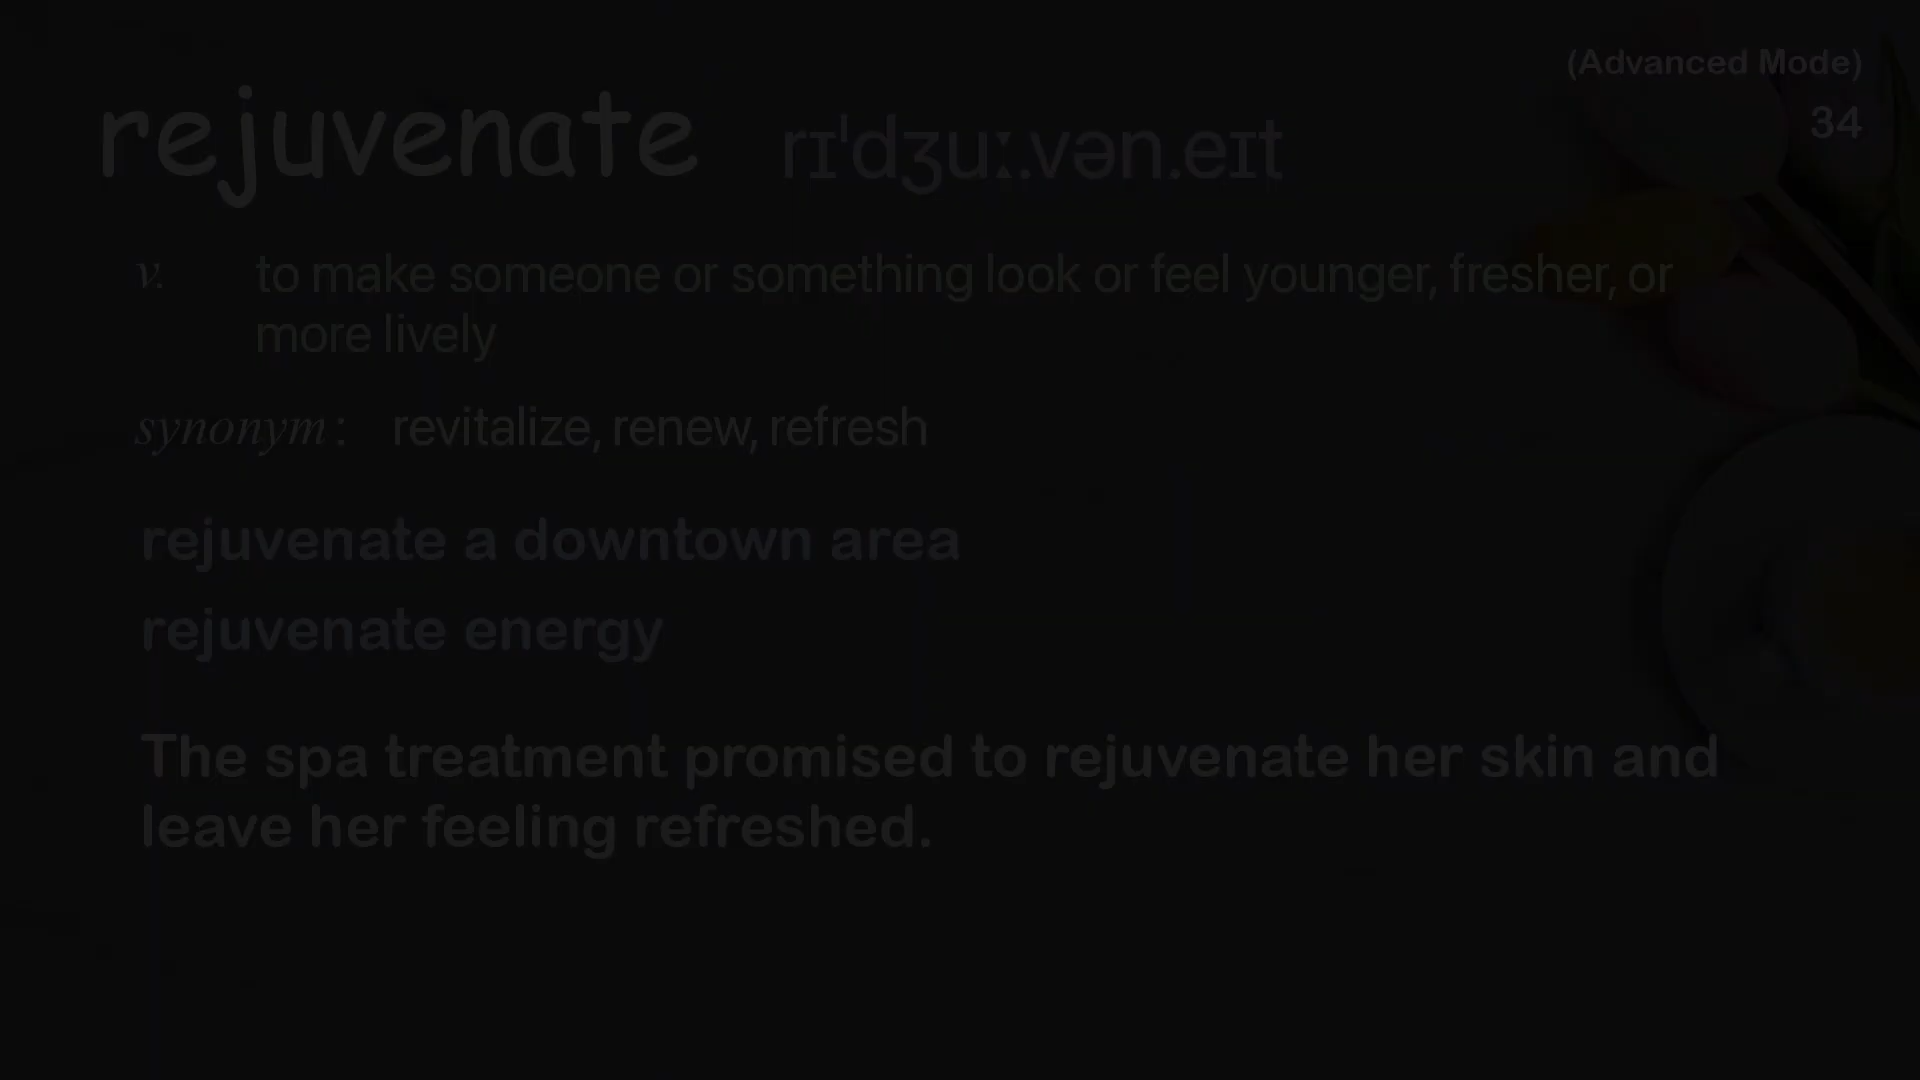 (Advanced Mode)
34
rejuvenate rɪˈdʒuː.vən.eɪt
v. to make someone or something look or feel younger, fresher, or
more lively
synonym : revitalize, renew, refresh
rejuvenate a downtown area
rejuvenate energy
The spa treatment promised to rejuvenate her skin and
leave her feeling refreshed.